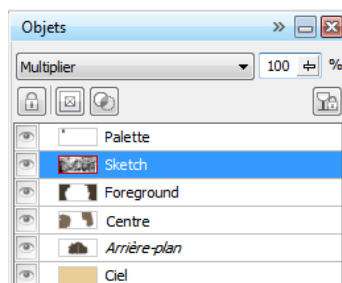 Objets
Multiplier 100 %
Palette
Sketch
Foreground
Centre
Arrière-plan
Ciel